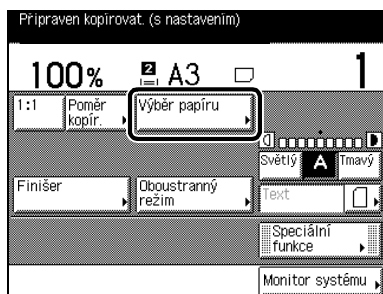 Připraven kopírovat. (s nastavením)
100% 2 A3 1
1:1 Poměr kopír. Výběr papíru
Světlý A Tmavý
Finišer Oboustranný režim Text
Speciální funkce
Monitor systému